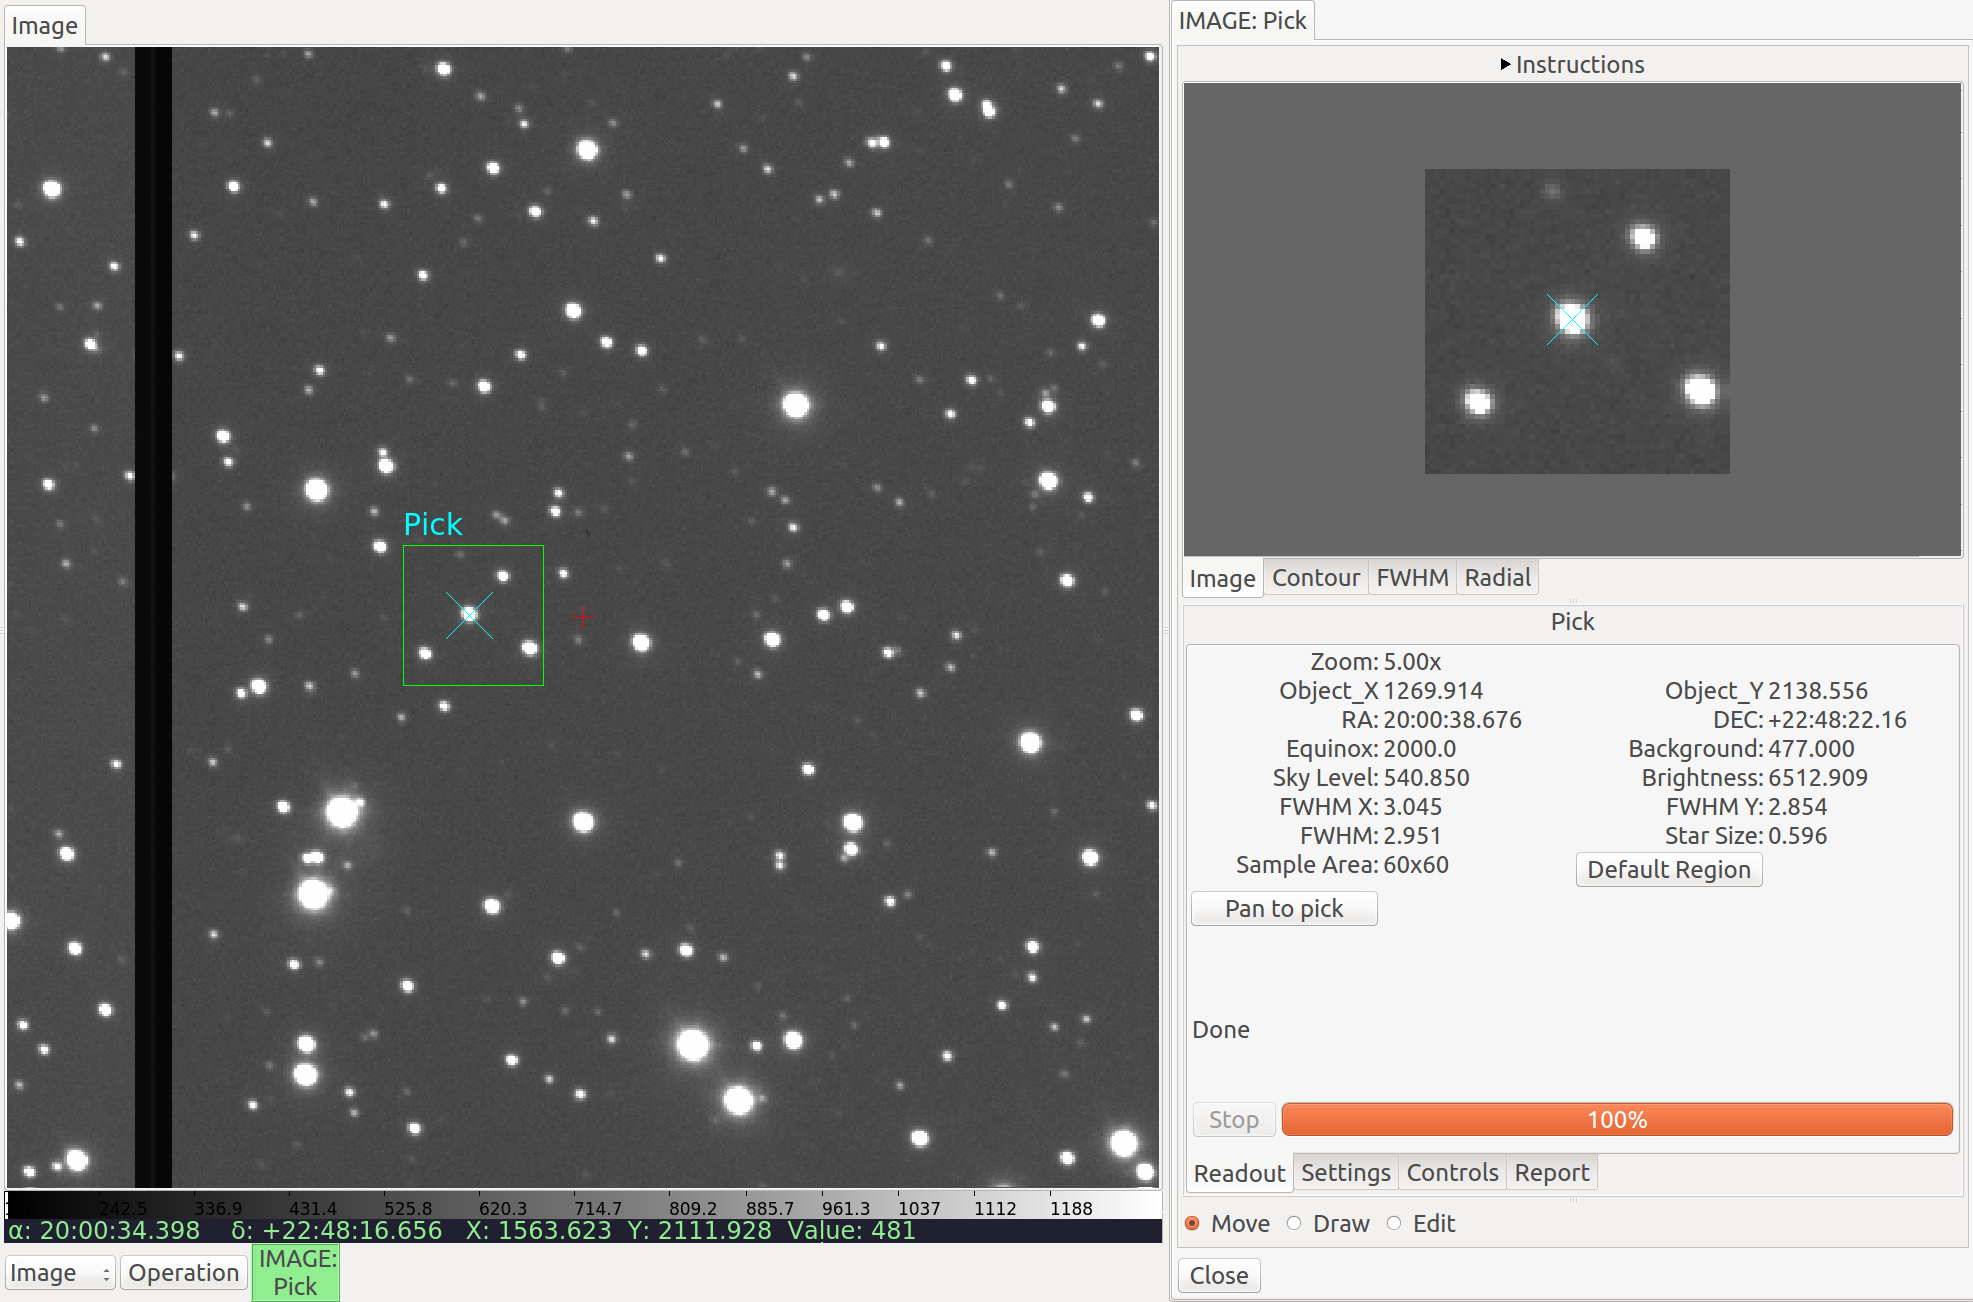 Image
Pick
242.5 336.9 431.4 525.8 620.3 714.7 809.2 885.7 961.3 1037 1112 1188
α: 20:00:34.398 δ: +22:48:16.656 X: 1563.623 Y: 2111.928 Value: 481
Image Operation IMAGE: Pick
IMAGE: Pick
Instructions
Image Contour FWHM Radial
Pick
Zoom: 5.00x
Object_X 1269.914 Object_Y 2138.556
RA: 20:00:38.676 DEC: +22:48:22.16
Equinox: 2000.0 Background: 477.000
Sky Level: 540.850 Brightness: 6512.909
FWHM X: 3.045 FWHM Y: 2.854
FWHM: 2.951 Star Size: 0.596
Sample Area: 60x60 Default Region
Pan to pick
Done
Stop 100%
Readout Settings Controls Report
Move Draw Edit
Close